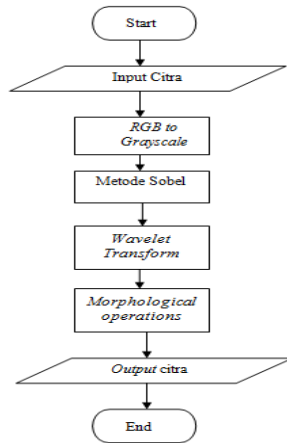 Start
Input Citra
RGB to
Grayscale
Metode Sobel
Wavelet
Transform
Morphological
operations
Output citra
End